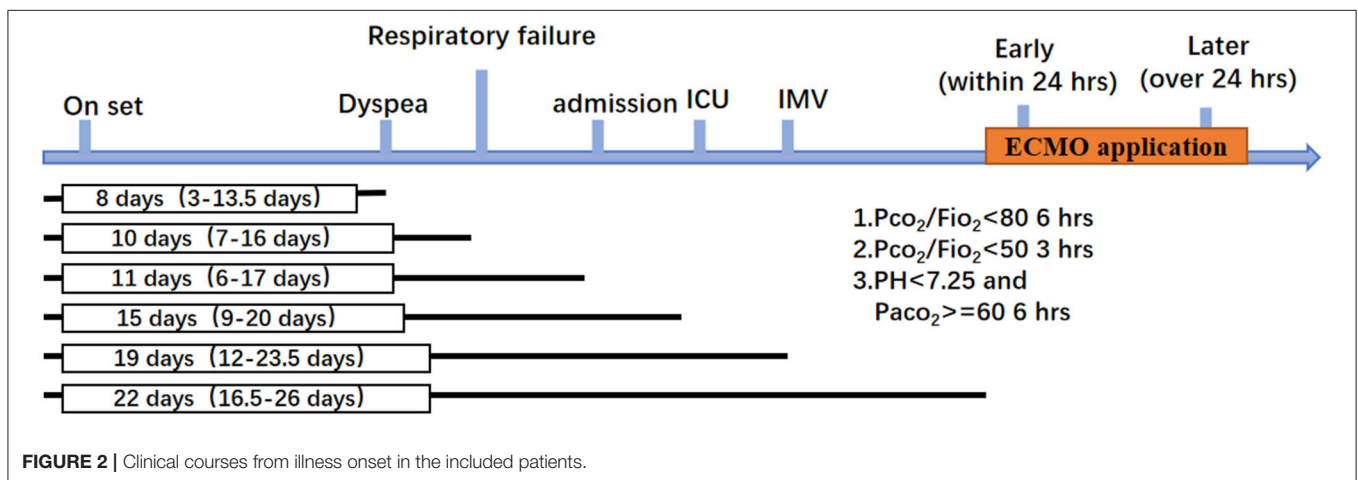 Respiratory failure
Early
(within 24 hrs)
Later
(over 24 hrs)
On set
Dyspea
admission
ICU
IMV
ECMO application
8 days (3-13.5 days)
10 days (7-16 days)
11 days (6-17 days)
15 days (9-20 days)
19 days (12-23.5 days)
22 days (16.5-26 days)
1.Pco₂/Fio₂<80 6 hrs
2.Pco₂/Fio₂<50 3 hrs
3.PH<7.25 and
Paco₂>=60 6 hrs
FIGURE 2 | Clinical courses from illness onset in the included patients.